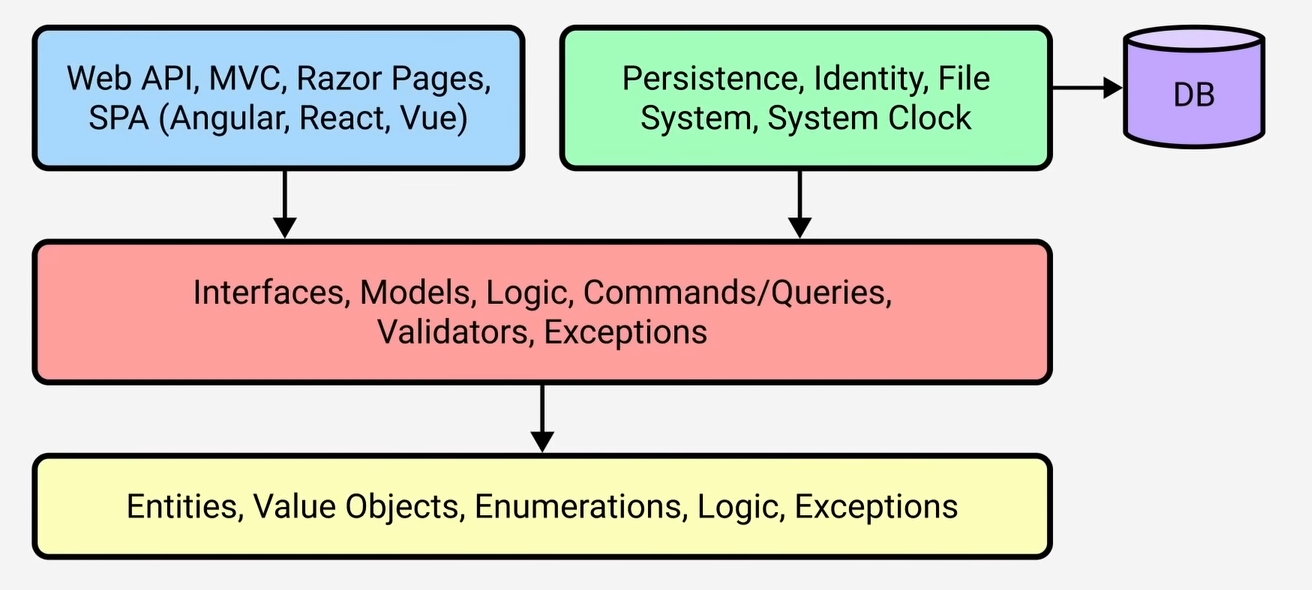 Web API, MVC, Razor Pages,
SPA (Angular, React, Vue)
Persistence, Identity, File
System, System Clock
DB
Interfaces, Models, Logic, Commands/Queries,
Validators, Exceptions
Entities, Value Objects, Enumerations, Logic, Exceptions